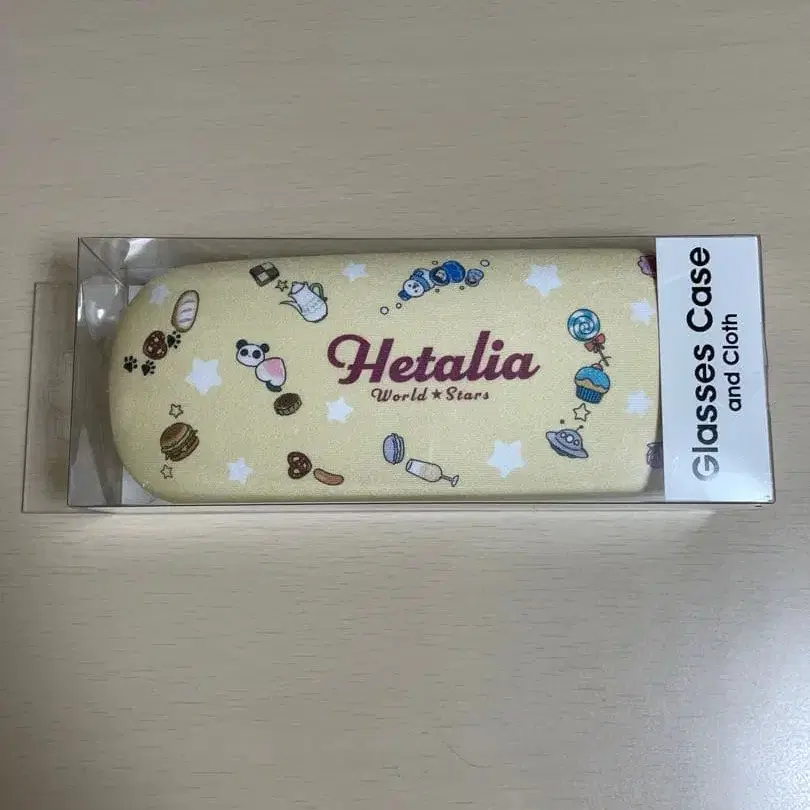 Hetalia
World★Stars
Glasses Case
and Cloth